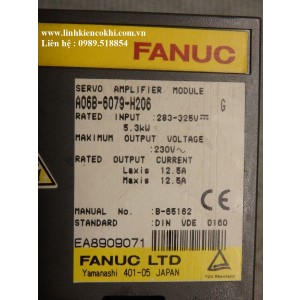 www.linhkiencokhi.vn
Liên hệ : 0989.518854
FANUC
SERVO AMPLIFIER MODULE
A06B-6079-H206 G
RATED INPUT :283-325V
5.3kW
MAXIMUM OUTPUT VOLTAGE
:230V~
RATED OUTPUT CURRENT
Laxis 12.5A
Maxis 12.5A
MANUAL No. :B-65162
STANDARD :DIN VDE 0160
EA8909071
FANUC LTD
Yamanashi 401-05 JAPAN